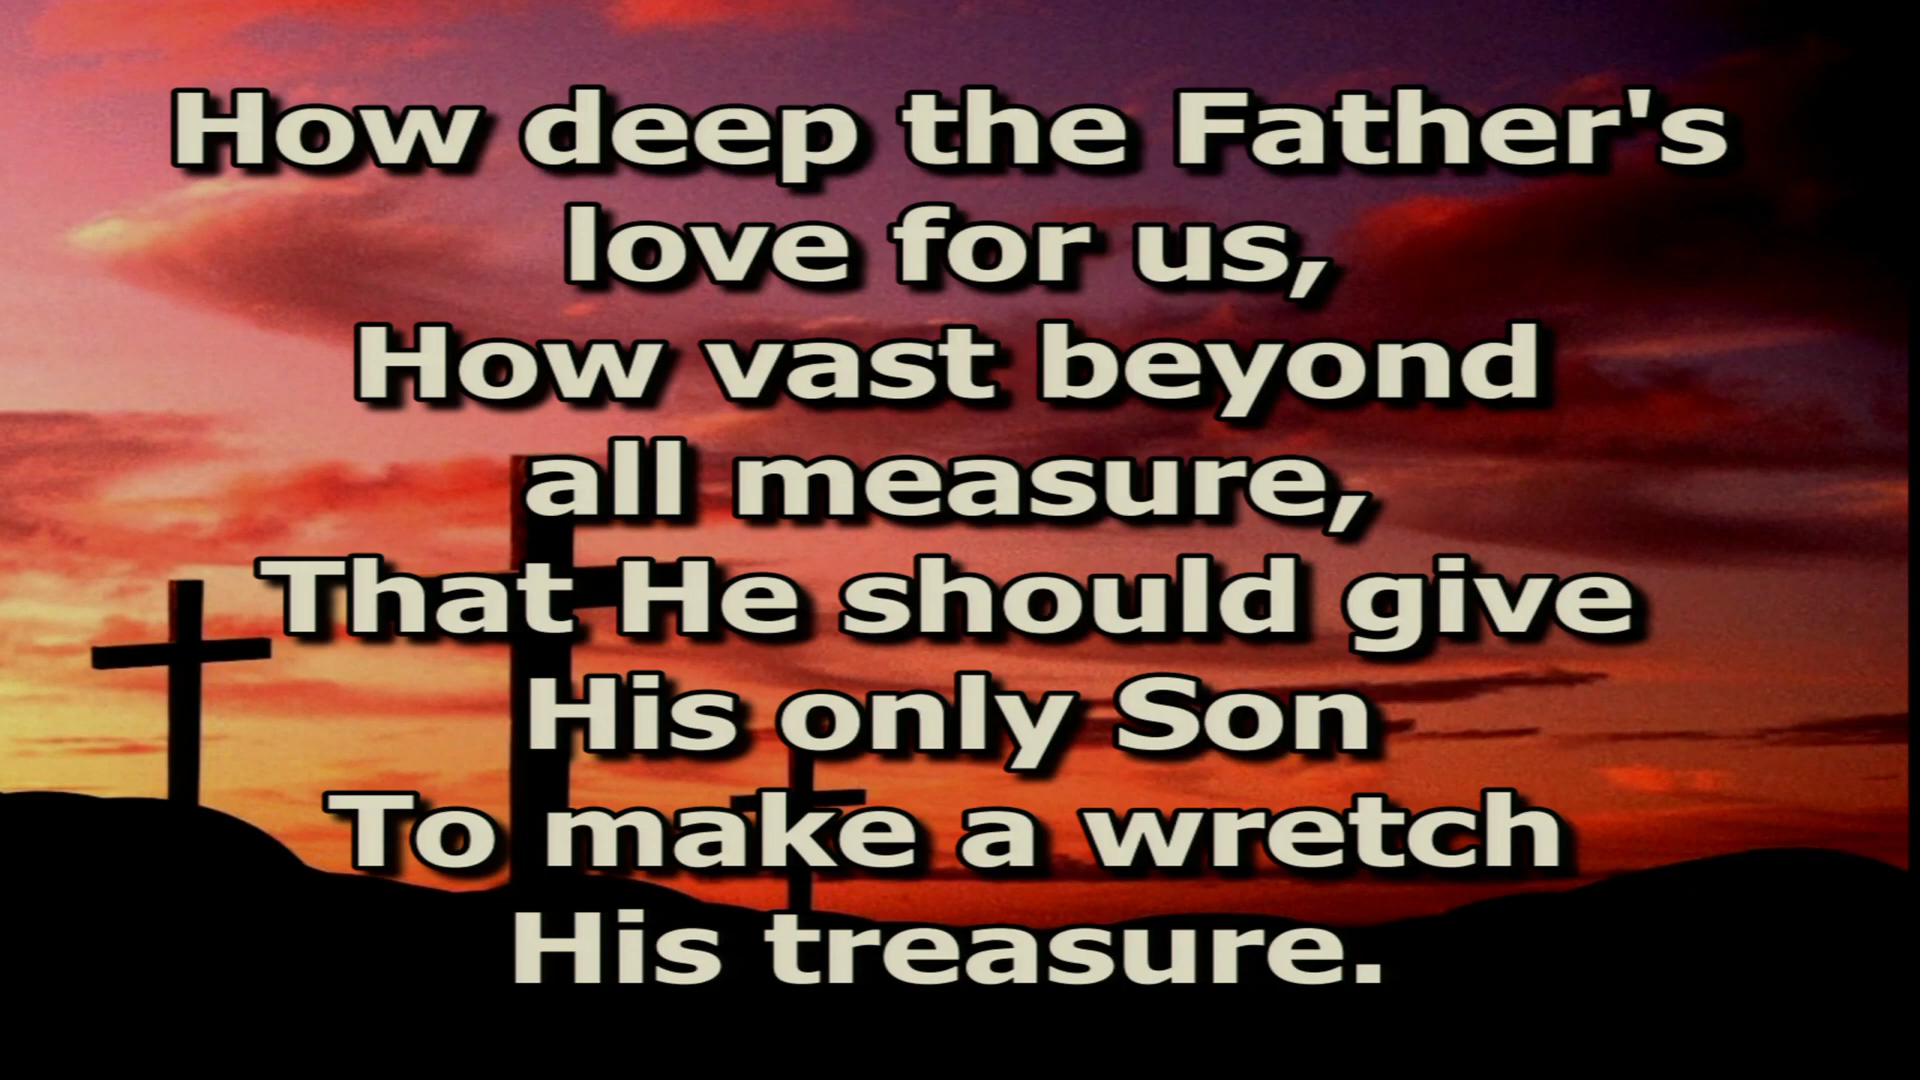 How deep the Father's
love for us,
How vast beyond
all measure,
That He should give
His only Son
To make a wretch
His treasure.